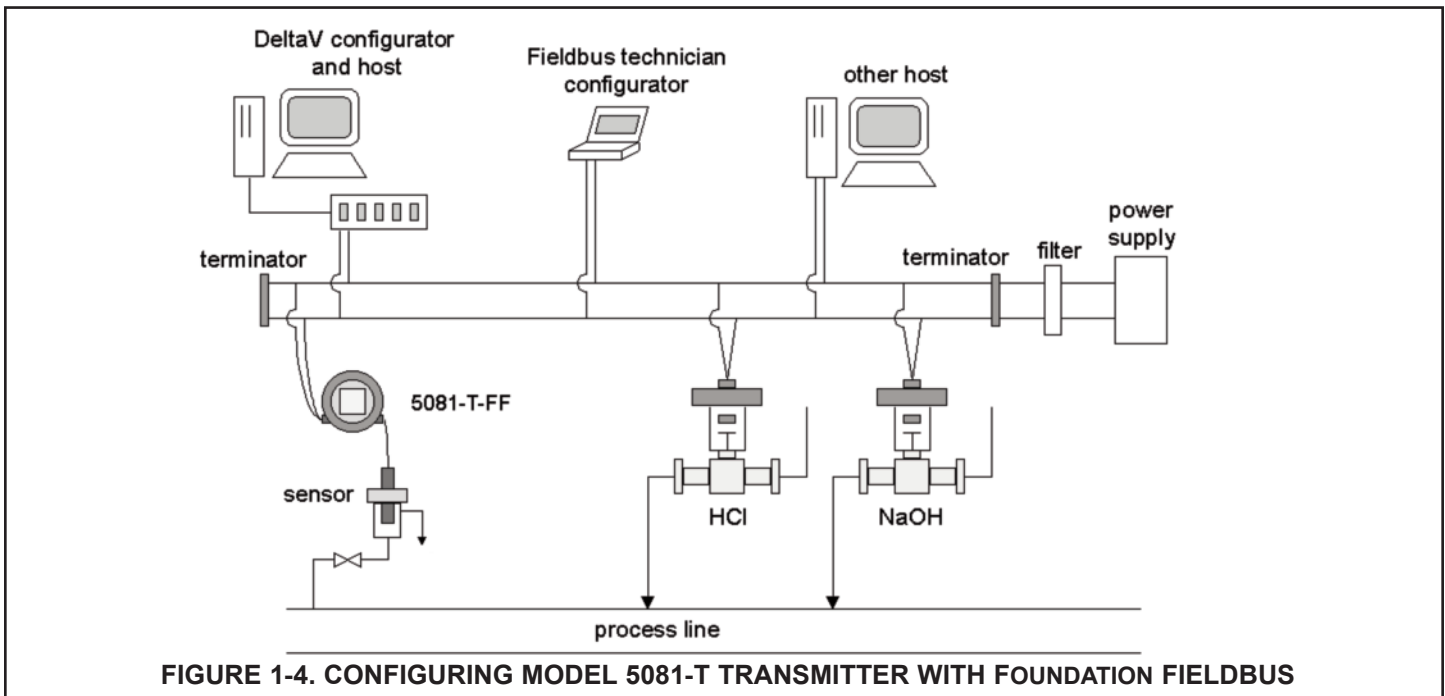 DeltaV configurator
and host
Fieldbus technician
configurator
other host
power
supply
terminator
terminator
filter
5081-T-FF
sensor
HCl
NaOH
process line
FIGURE 1-4. CONFIGURING MODEL 5081-T TRANSMITTER WITH FOUNDATION FIELDBUS